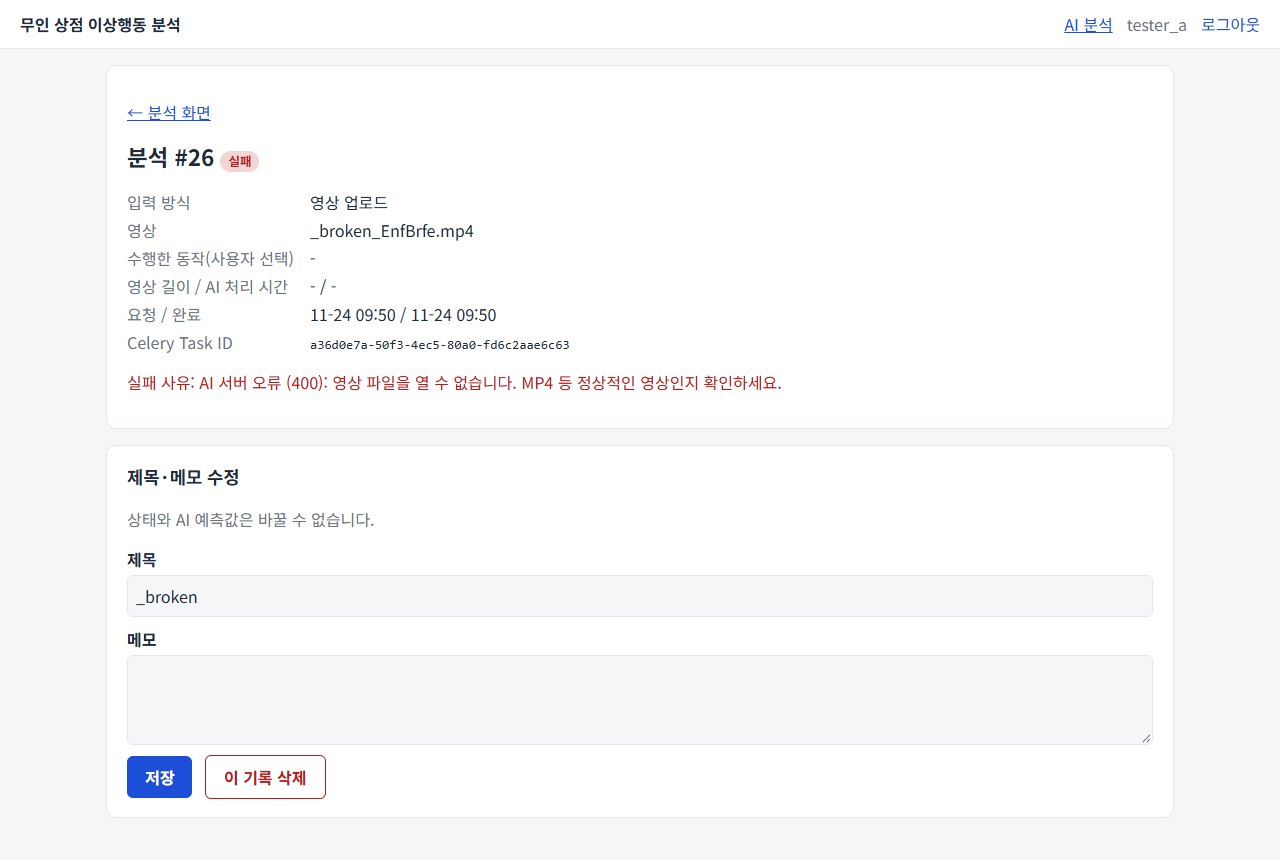 무인 상점 이상행동 분석
AI 분석 tester_a 로그아웃
← 분석 화면
분석 #26 실패
입력 방식 영상 업로드
영상 _broken_EnfBrfe.mp4
수행한 동작(사용자 선택) -
영상 길이 / AI 처리 시간 - / -
요청 / 완료 11-24 09:50 / 11-24 09:50
Celery Task ID a36d0e7a-50f3-4ec5-80a0-fd6c2aae6c63
실패 사유: AI 서버 오류 (400): 영상 파일을 열 수 없습니다. MP4 등 정상적인 영상인지 확인하세요.
제목·메모 수정
상태와 AI 예측값은 바꿀 수 없습니다.
제목
_broken
메모
저장 이 기록 삭제